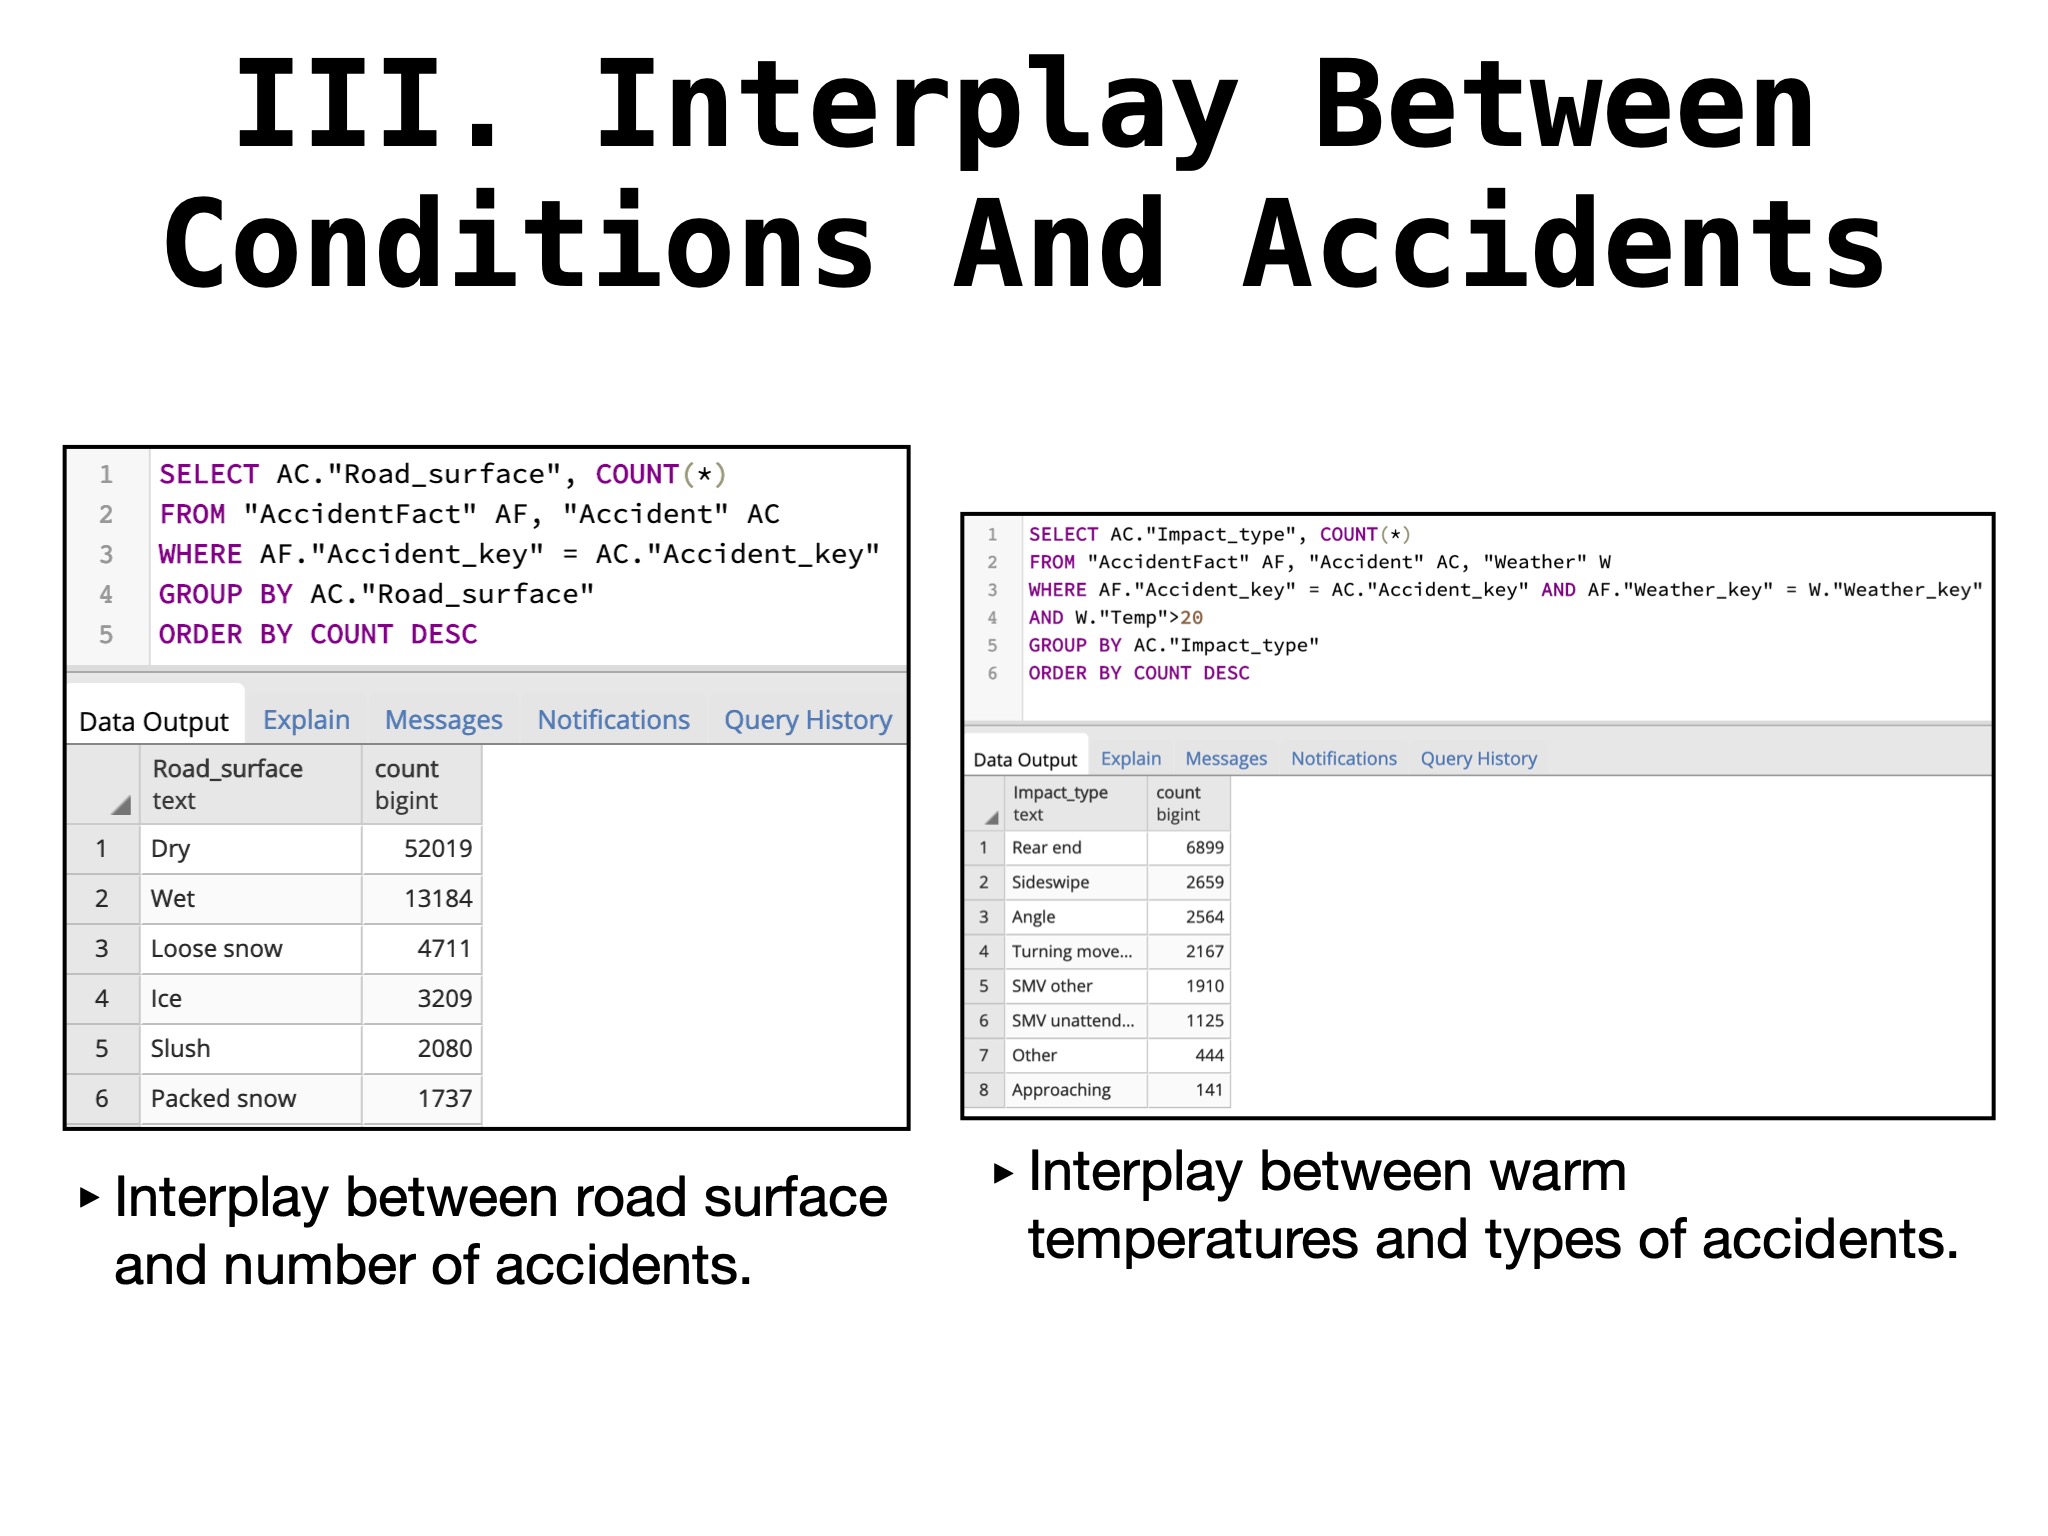 III. Interplay Between
Conditions And Accidents
1 SELECT AC."Road_surface", COUNT(*)
2 FROM "AccidentFact" AF, "Accident" AC
3 WHERE AF."Accident_key" = AC."Accident_key"
4 GROUP BY AC."Road_surface"
5 ORDER BY COUNT DESC
Data Output Explain Messages Notifications Query History
Road_surface count
text bigint
1 Dry 52019
2 Wet 13184
3 Loose snow 4711
4 Ice 3209
5 Slush 2080
6 Packed snow 1737
▸ Interplay between road surface
and number of accidents.
1 SELECT AC."Impact_type", COUNT(*)
2 FROM "AccidentFact" AF, "Accident" AC, "Weather" W
3 WHERE AF."Accident_key" = AC."Accident_key" AND AF."Weather_key" = W."Weather_key"
4 AND W."Temp">20
5 GROUP BY AC."Impact_type"
6 ORDER BY COUNT DESC
Data Output Explain Messages Notifications Query History
Impact_type count
text bigint
1 Rear end 6899
2 Sideswipe 2659
3 Angle 2564
4 Turning move... 2167
5 SMV other 1910
6 SMV unattend... 1125
7 Other 444
8 Approaching 141
▸ Interplay between warm
temperatures and types of accidents.